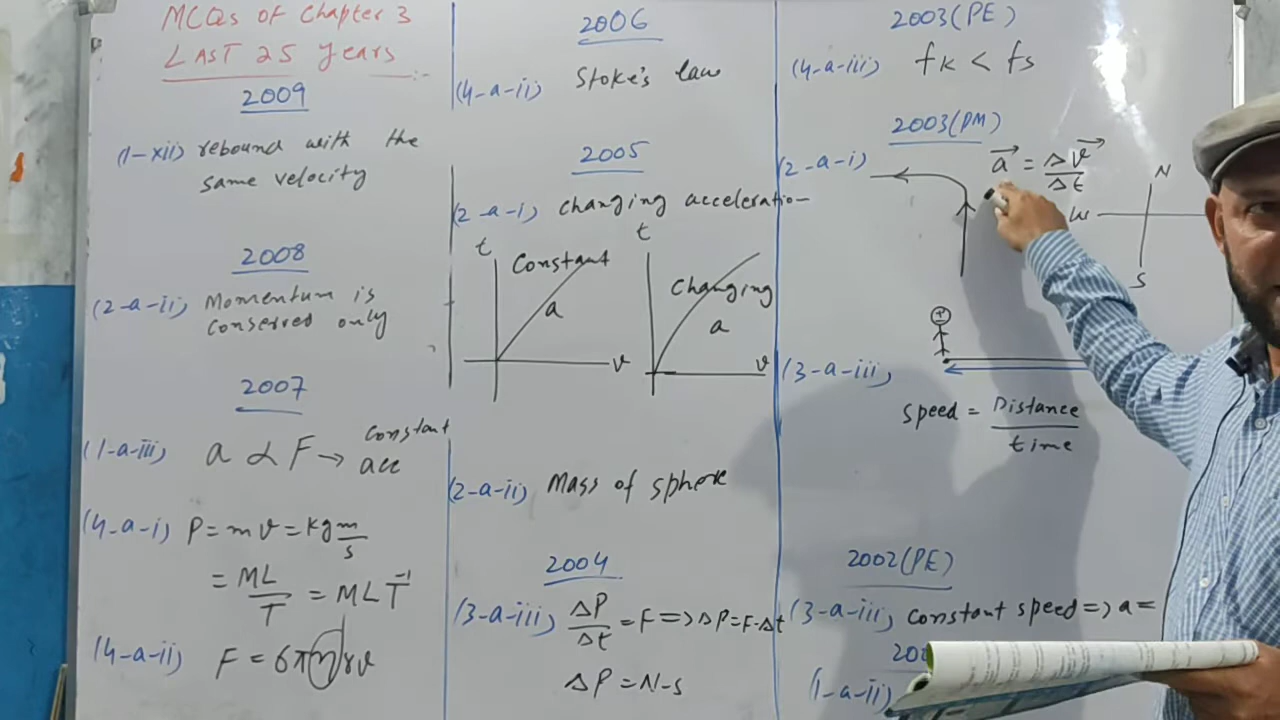 MCQs of Chapter 3
LAST 25 Years
2009
(1-xii) rebound with the
same velocity
2008
(2-a-ii) Momentum is
conserved only
2007
(1-a-iii) a ∝ F → constant
acc
(4-a-i) P = mv = kg m/s
= ML/T = MLT⁻¹
(4-a-ii) F = 6πηrv
2006
(4-a-ii) Stoke's law
2005
(2-a-i) changing acceleration
t
Constant
a
v
t
Changing
a
v
(2-a-ii) Mass of sphere
2004
(3-a-iii) ΔP/Δt = F => ΔP = F-Δt
ΔP = N-s
2003(PE)
(4-a-iii) fK < fs
2003(PM)
(2-a-i) a⃗ = Δv⃗/Δt
N
W
S
(3-a-iii)
Speed = Distance
time
2002(PE)
(3-a-iii) constant speed => a =
(1-a-ii)